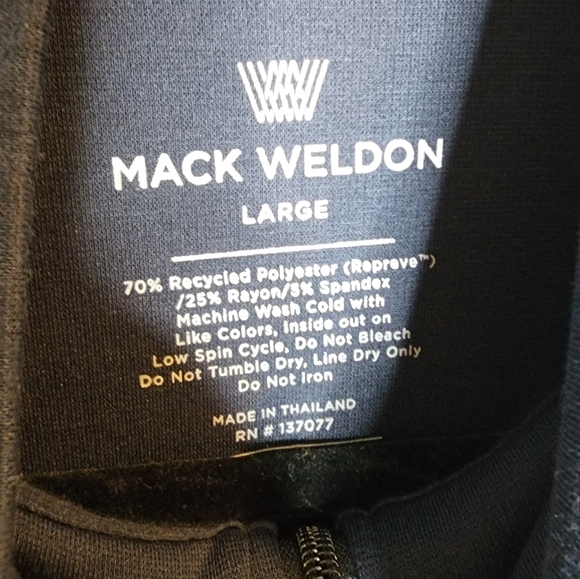 MACK WELDON
LARGE
70% Recycled Polyester (Repreve™)
/25% Rayon/5% Spandex
Machine Wash Cold with
Like Colors, Inside out on
Low Spin Cycle, Do Not Bleach
Do Not Tumble Dry, Line Dry Only
Do Not Iron
MADE IN THAILAND
RN # 137077